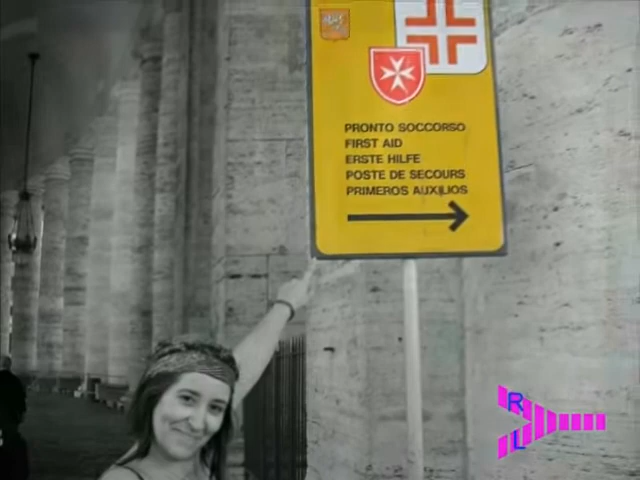 PRONTO SOCCORSO
FIRST AID
ERSTE HILFE
POSTE DE SECOURS
PRIMEROS AUXILIOS
R
L